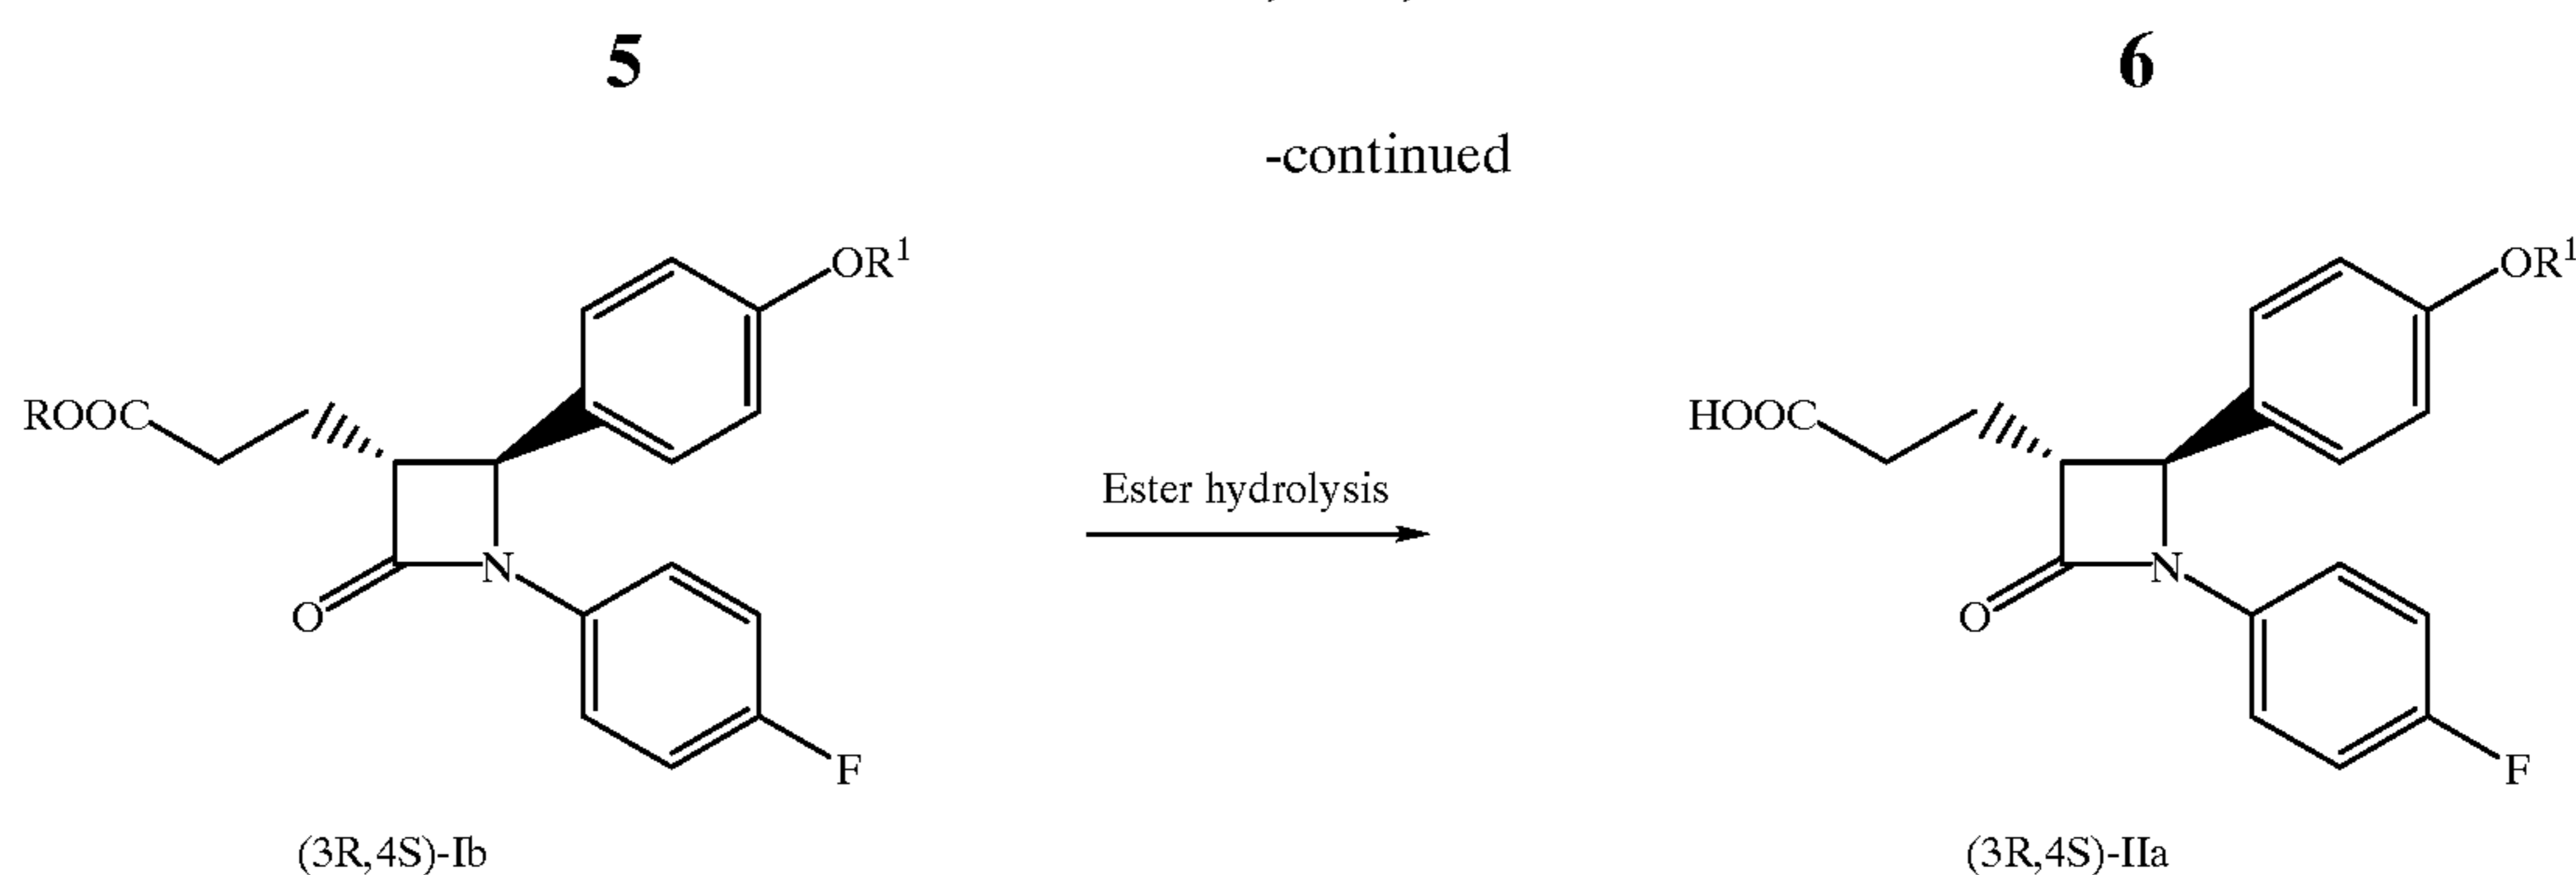 5 6
-continued
OR¹ OR¹
ROOC HOOC
Ester hydrolysis
N N
O O
F F
(3R,4S)-Ib (3R,4S)-IIa